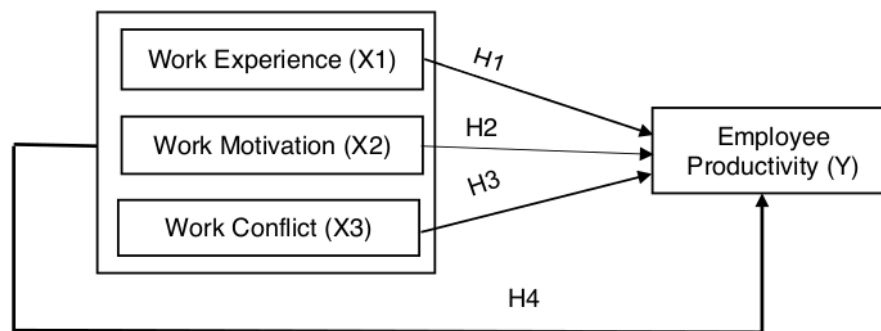 Work Experience (X1)
H1
Work Motivation (X2)
H2
Employee
Productivity (Y)
H3
Work Conflict (X3)
H4